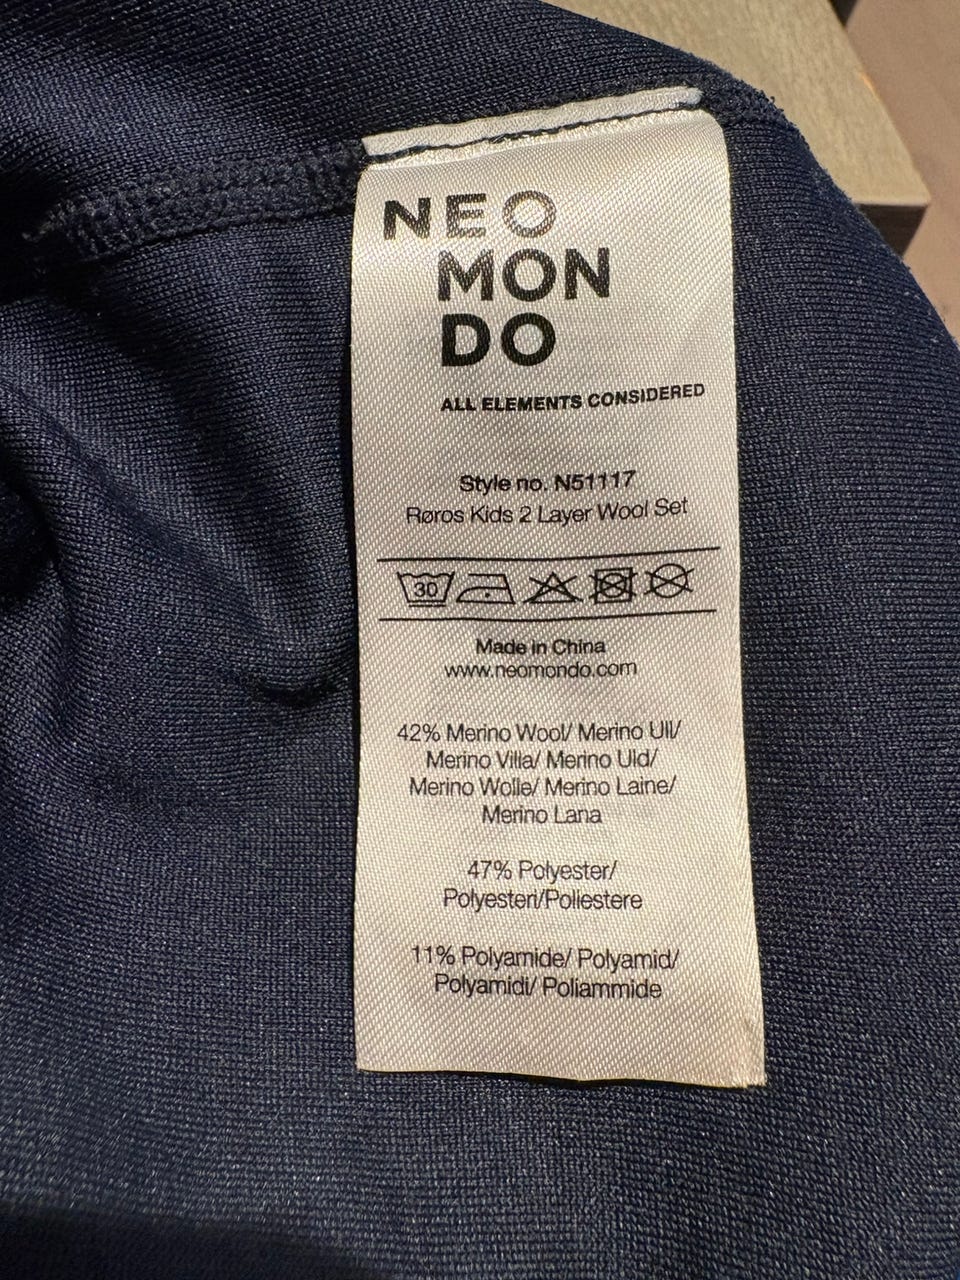 NEO
MON
DO
ALL ELEMENTS CONSIDERED
Style no. N51117
Røros Kids 2 Layer Wool Set
30
Made in China
www.neomondo.com
42% Merino Wool/ Merino Ull/
Merino Villa/ Merino Uld/
Merino Wolle/ Merino Laine/
Merino Lana
47% Polyester/
Polyesteri/Poliestere
11% Polyamide/ Polyamid/
Polyamidi/ Poliammide